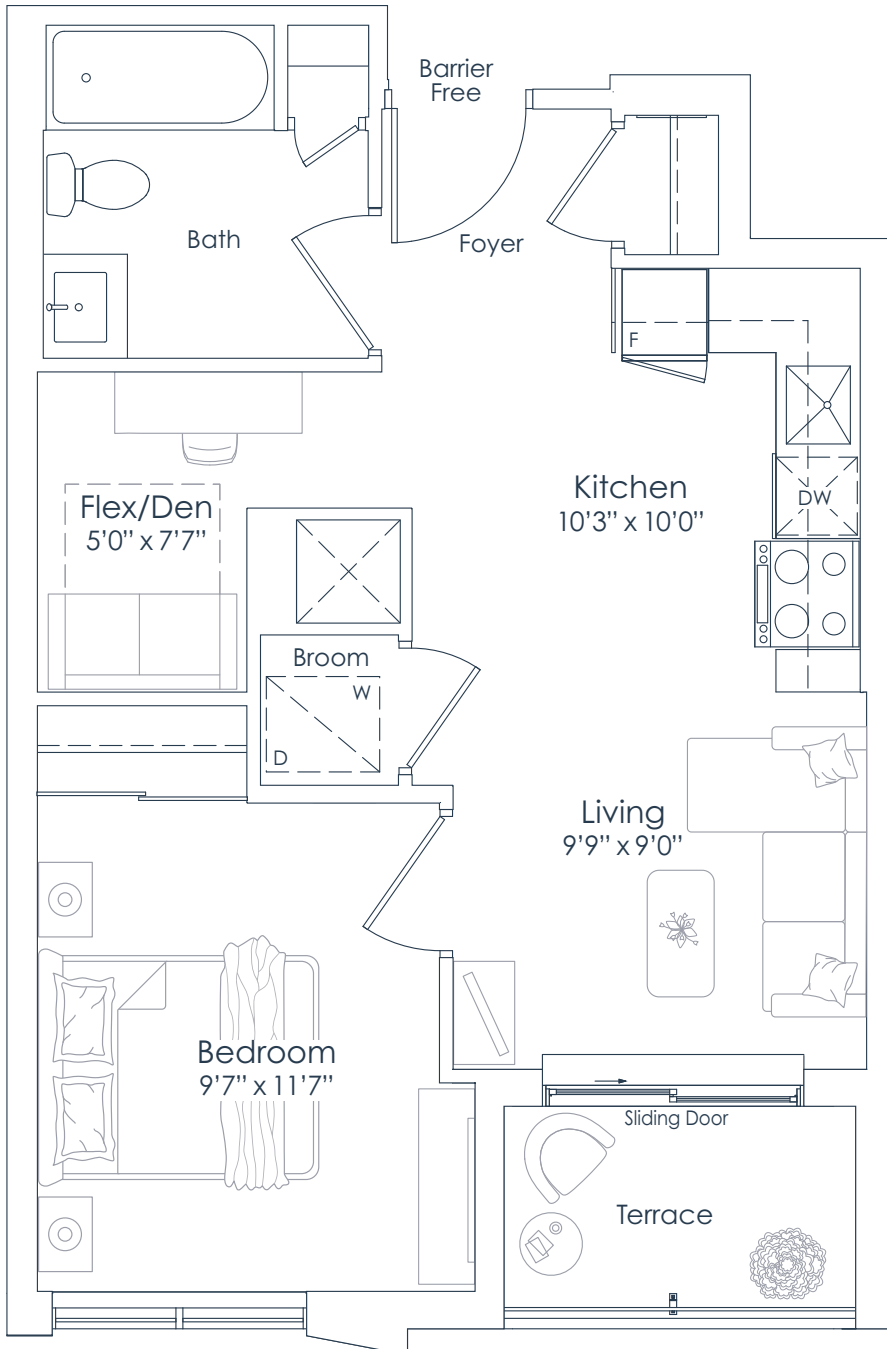 Barrier
Free
Bath
Foyer
F
Flex/Den
5'0” x 7'7”
Kitchen
10'3” x 10'0”
DW
Broom
W
D
Living
9'9” x 9'0”
Bedroom
9'7” x 11'7”
Sliding Door
Terrace